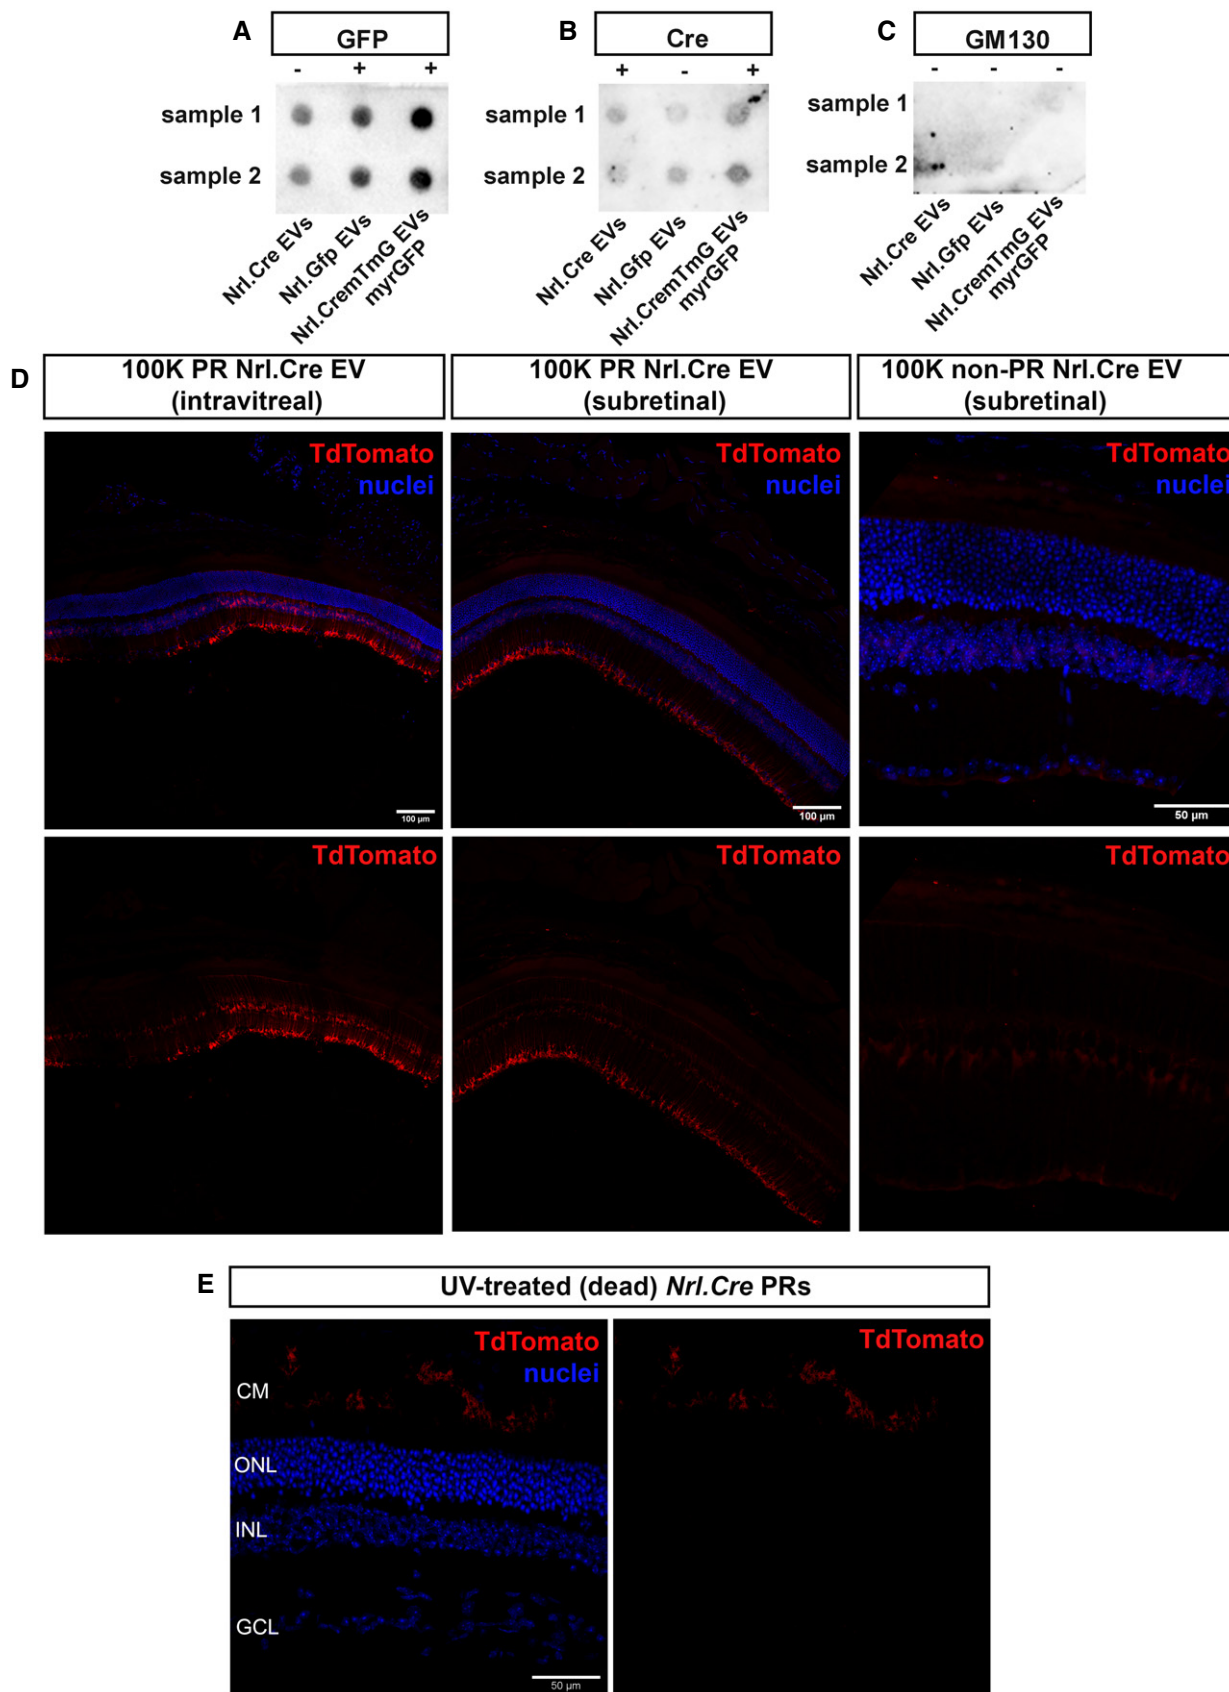 A
GFP
- + +
sample 1
sample 2
Nrl.Cre EVs
Nrl.Gfp EVs
Nrl.CremTmG EVs
myrGFP
B
Cre
+ - +
sample 1
sample 2
Nrl.Cre EVs
Nrl.Gfp EVs
Nrl.CremTmG EVs
myrGFP
C
GM130
- - -
sample 1
sample 2
Nrl.Cre EVs
Nrl.Gfp EVs
Nrl.CremTmG EVs
myrGFP
D
100K PR Nrl.Cre EV
(intravitreal)
100K PR Nrl.Cre EV
(subretinal)
100K non-PR Nrl.Cre EV
(subretinal)
TdTomato
nuclei
100 µm
TdTomato
nuclei
100 µm
TdTomato
nuclei
50 µm
TdTomato
TdTomato
TdTomato
E
UV-treated (dead) Nrl.Cre PRs
TdTomato
nuclei
CM
ONL
INL
GCL
50 µm
TdTomato